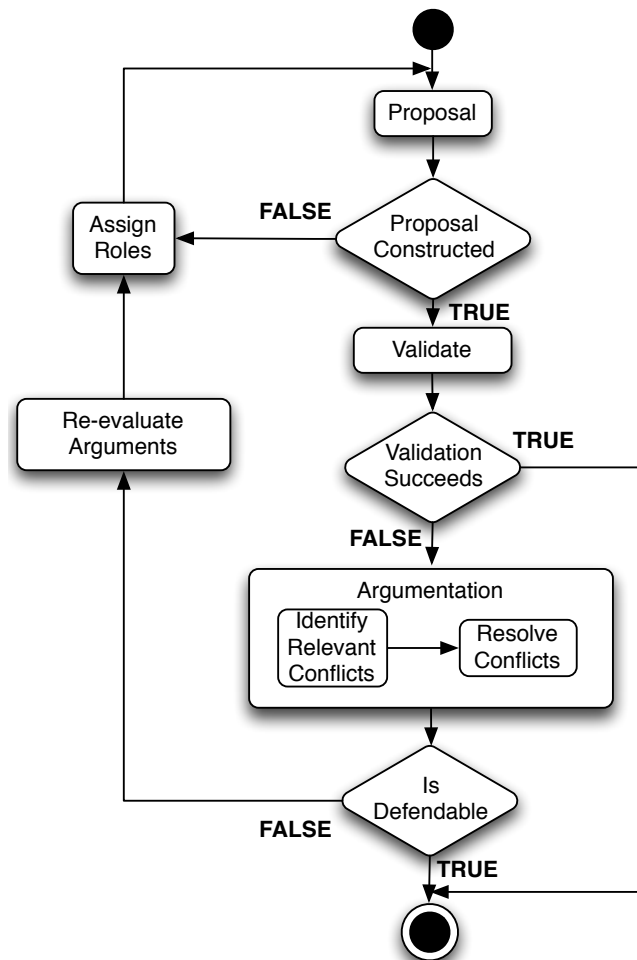 Proposal
FALSE
Proposal
Constructed
Assign
Roles
TRUE
Validate
Re-evaluate
Arguments
Validation
Succeeds
TRUE
FALSE
Argumentation
Identify
Relevant
Conflicts
Resolve
Conflicts
Is
Defendable
FALSE
TRUE